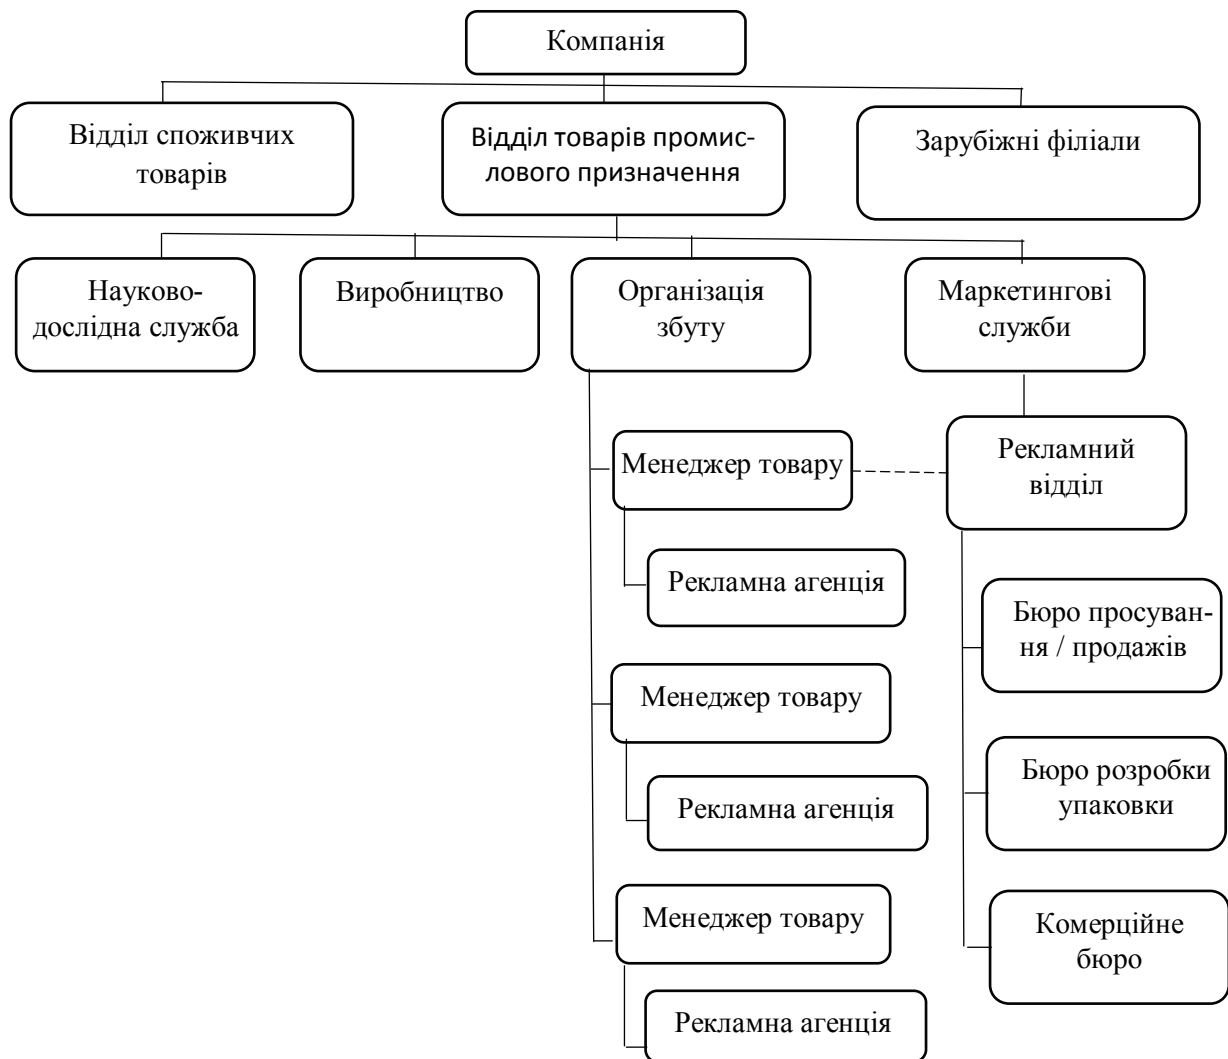 Компанія
Відділ споживчих
товарів
Відділ товарів промис-
лового призначення
Зарубіжні філіали
Науково-
дослідна служба
Виробництво
Організація
збуту
Маркетингові
служби
Менеджер товару
Рекламний
відділ
Рекламна агенція
Бюро просуван-
ня / продажів
Менеджер товару
Рекламна агенція
Бюро розробки
упаковки
Менеджер товару
Комерційне
бюро
Рекламна агенція